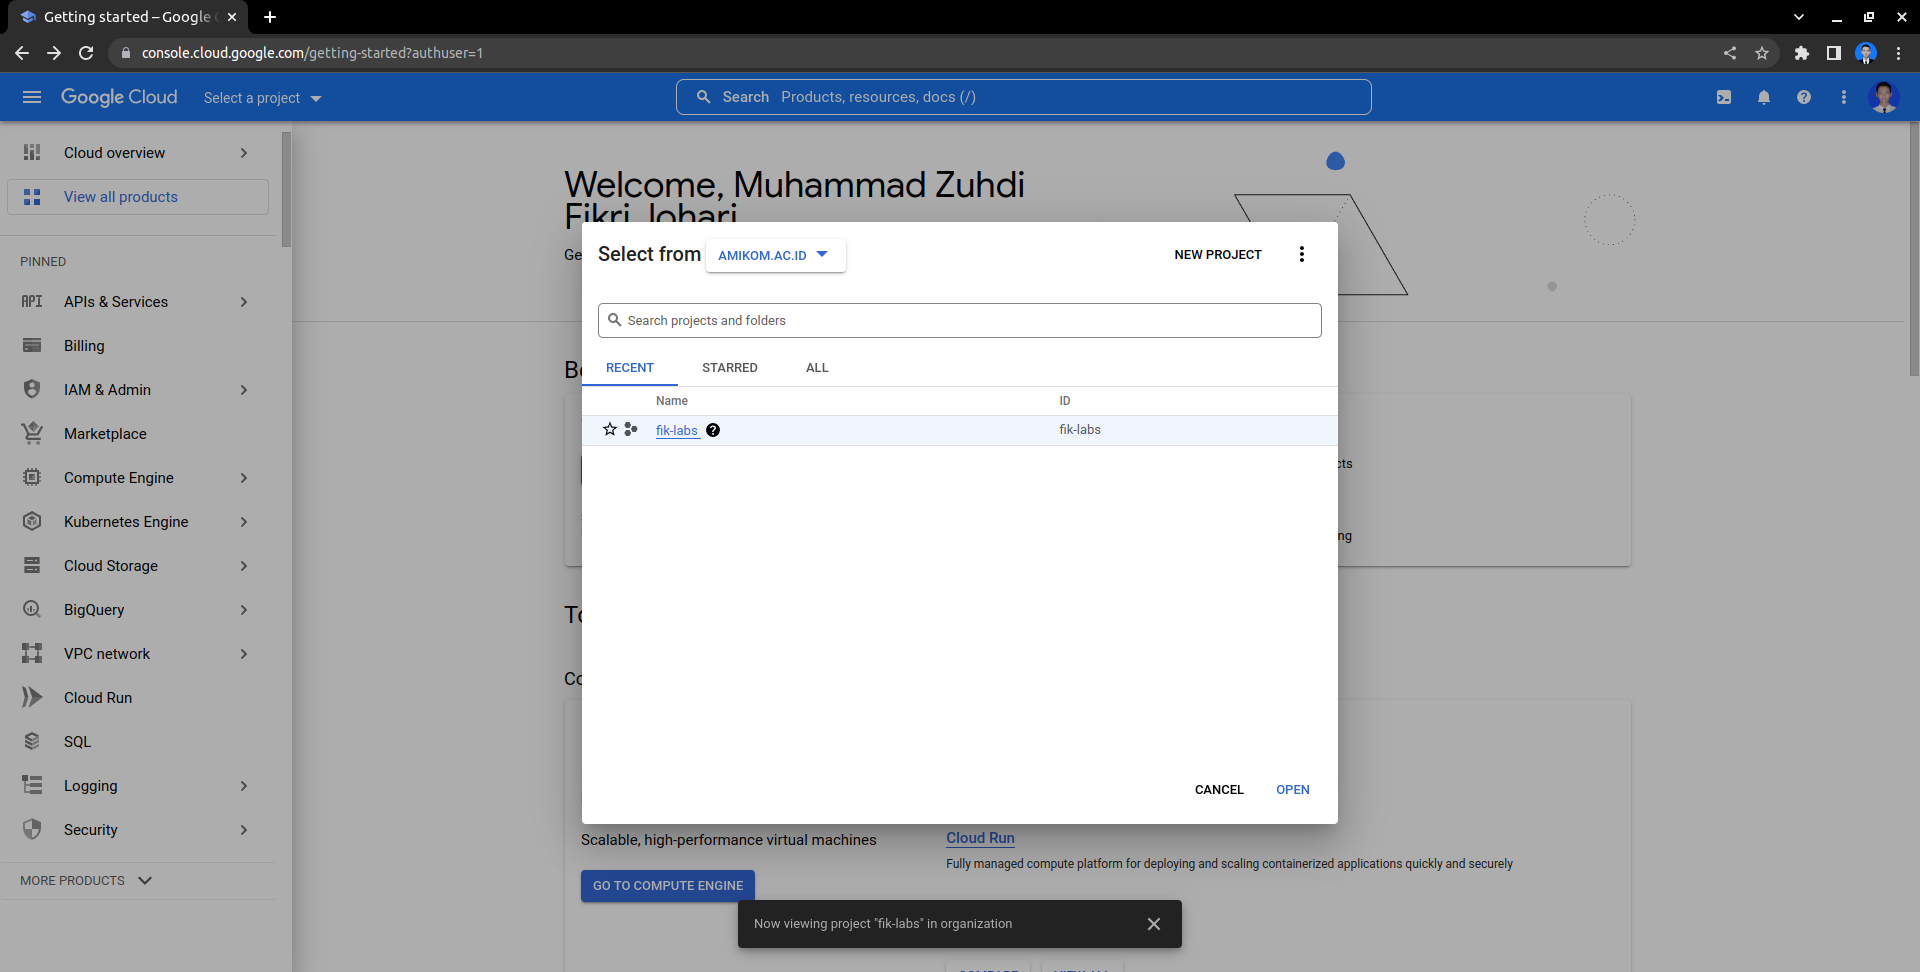 Getting started – Google C
console.cloud.google.com/getting-started?authuser=1
Google Cloud
Select a project
Search Products, resources, docs (/)
Cloud overview
View all products
PINNED
APIs & Services
Billing
IAM & Admin
Marketplace
Compute Engine
Kubernetes Engine
Cloud Storage
BigQuery
VPC network
Cloud Run
SQL
Logging
Security
MORE PRODUCTS
Welcome, Muhammad Zuhdi
Fikri Johari
Ge
Select from AMIKOM.AC.ID
NEW PROJECT
Search projects and folders
RECENT STARRED ALL
Name ID
fik-labs fik-labs
CANCEL OPEN
cts
ng
Scalable, high-performance virtual machines
GO TO COMPUTE ENGINE
Cloud Run
Fully managed compute platform for deploying and scaling containerized applications quickly and securely
Now viewing project "fik-labs" in organization